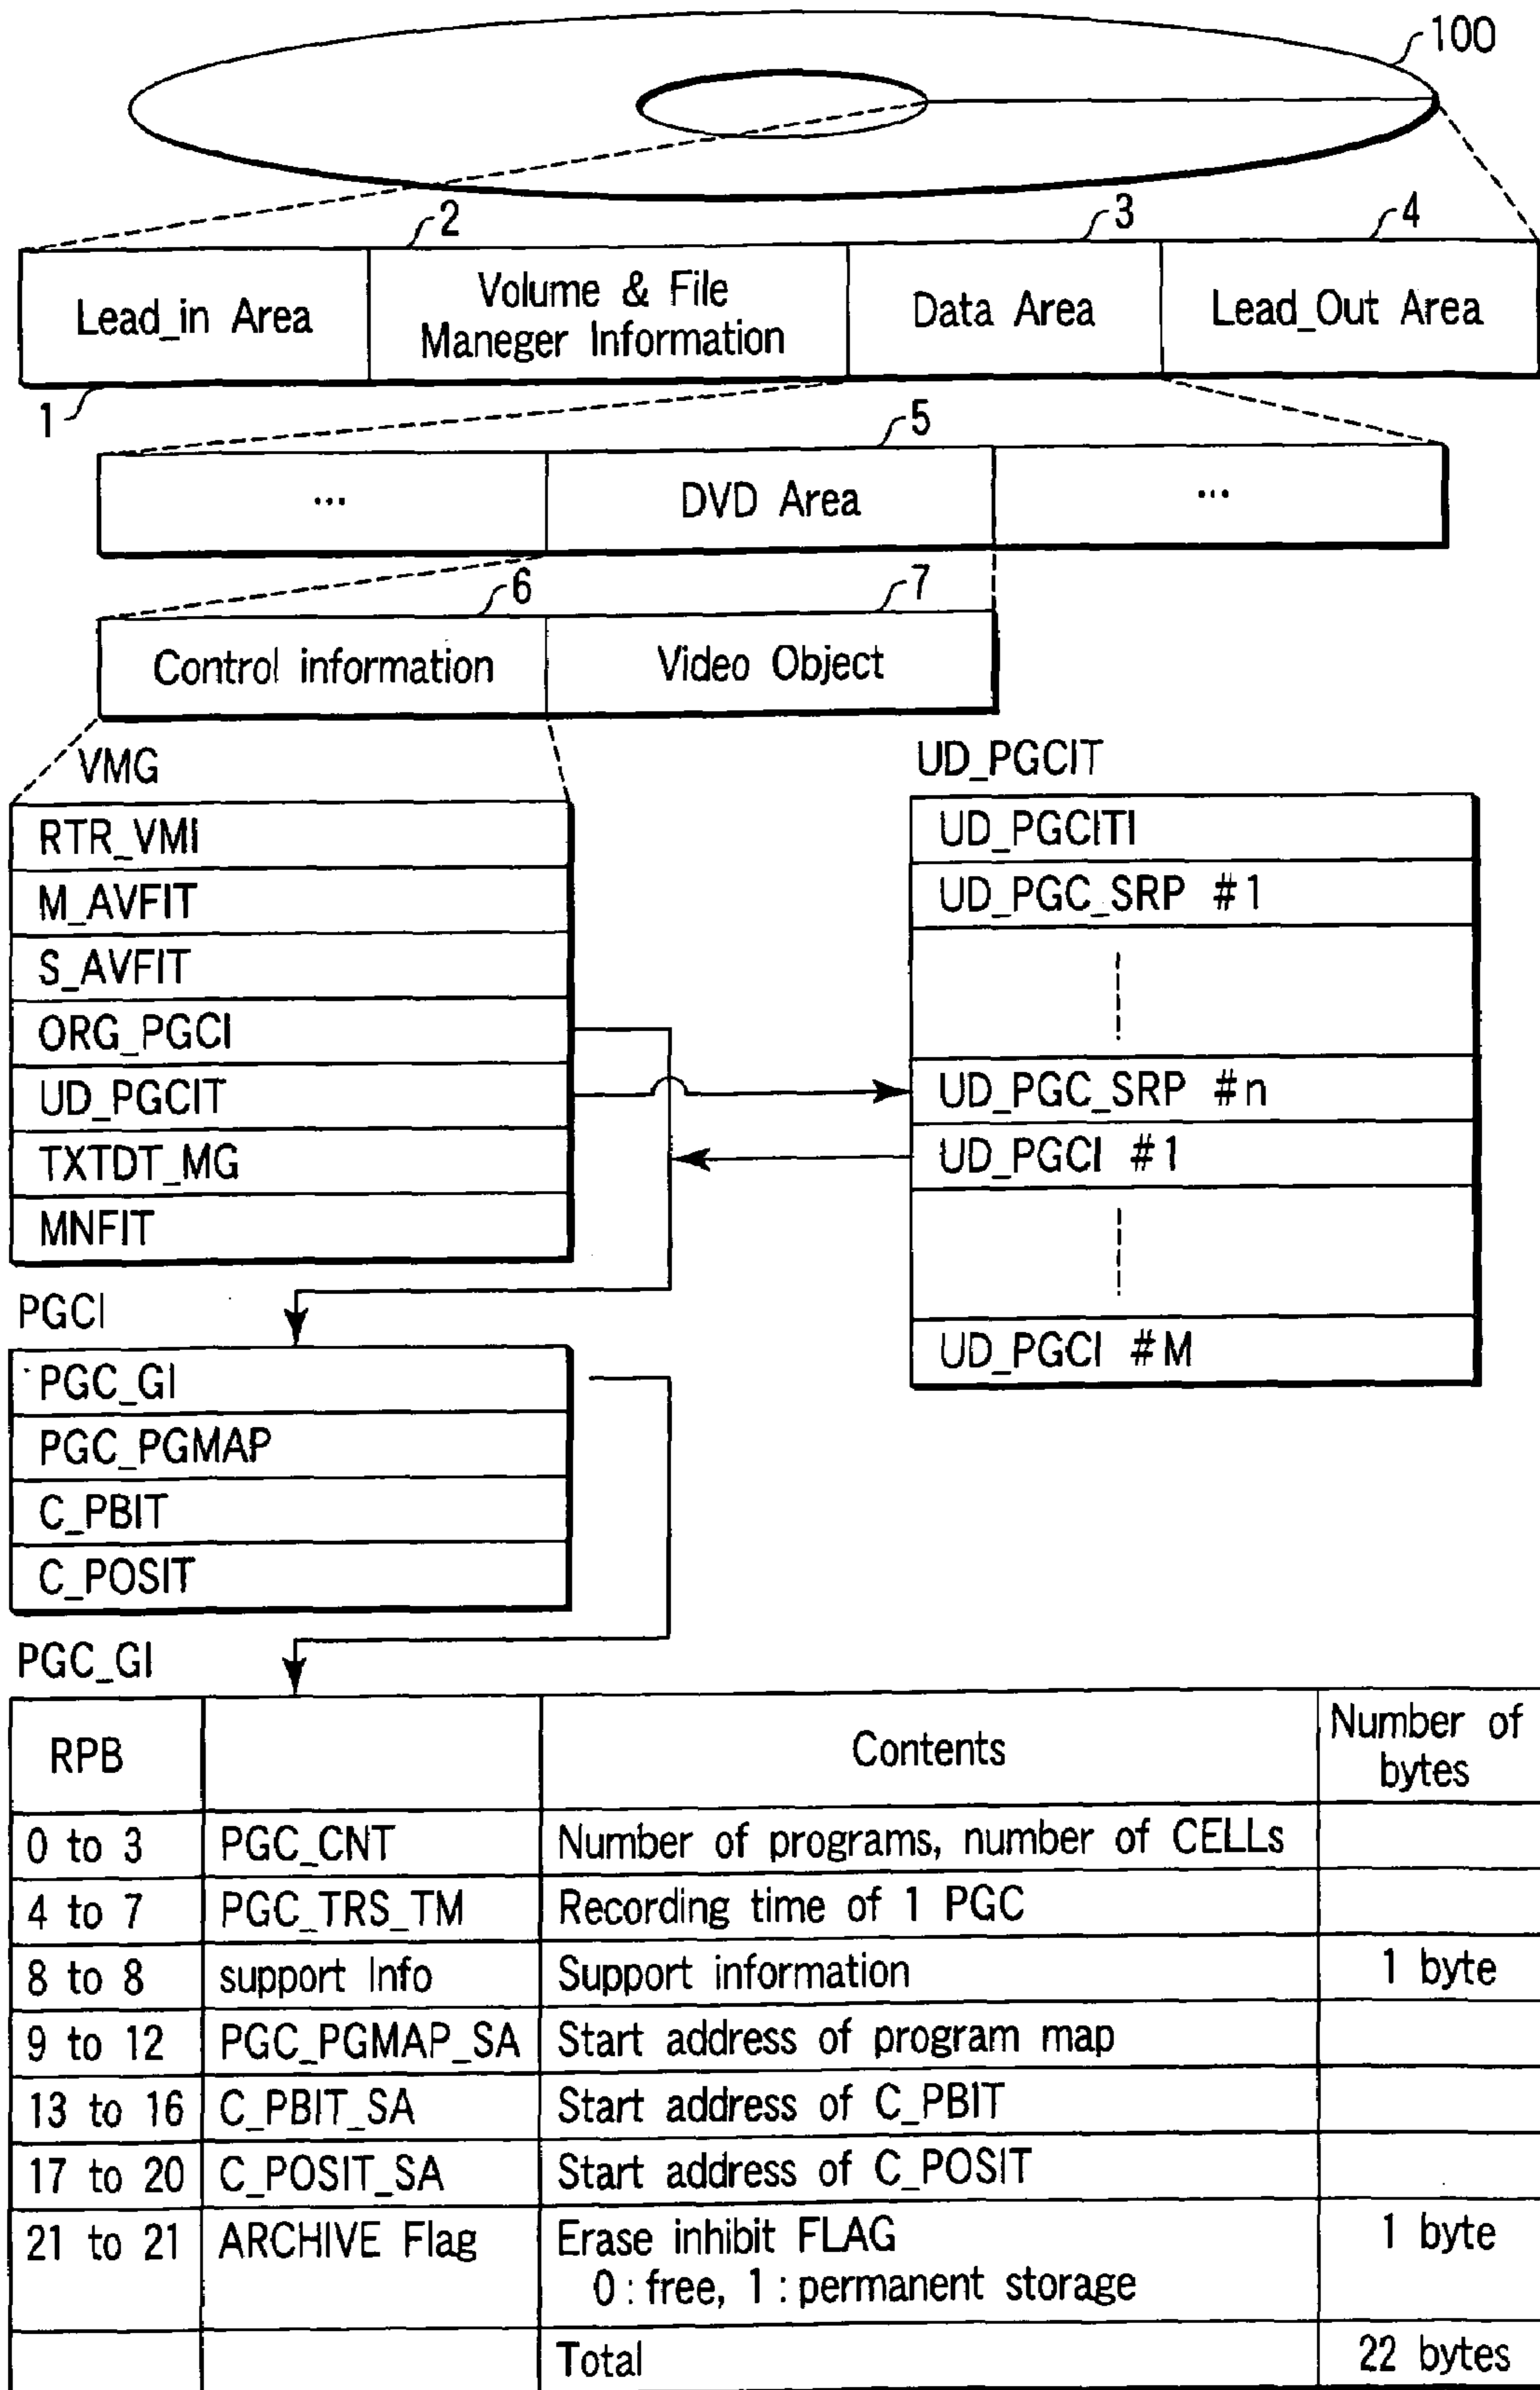 100
2
3
4
Lead_in Area
Volume & File
Maneger Information
Data Area
Lead_Out Area
1
5
...
DVD Area
...
6
7
Control information
Video Object
VMG
RTR_VMI
M_AVFIT
S_AVFIT
ORG_PGCI
UD_PGCIT
TXTDT_MG
MNFIT
UD_PGCIT
UD_PGCITI
UD_PGC_SRP #1
UD_PGC_SRP #n
UD_PGCI #1
UD_PGCI #M
PGCI
PGC_GI
PGC_PGMAP
C_PBIT
C_POSIT
PGC_GI
RPB Contents Number of
bytes
0 to 3 PGC_CNT Number of programs, number of CELLs
4 to 7 PGC_TRS_TM Recording time of 1 PGC
8 to 8 support Info Support information 1 byte
9 to 12 PGC_PGMAP_SA Start address of program map
13 to 16 C_PBIT_SA Start address of C_PBIT
17 to 20 C_POSIT_SA Start address of C_POSIT
21 to 21 ARCHIVE Flag Erase inhibit FLAG 1 byte
0 : free, 1 : permanent storage
Total 22 bytes